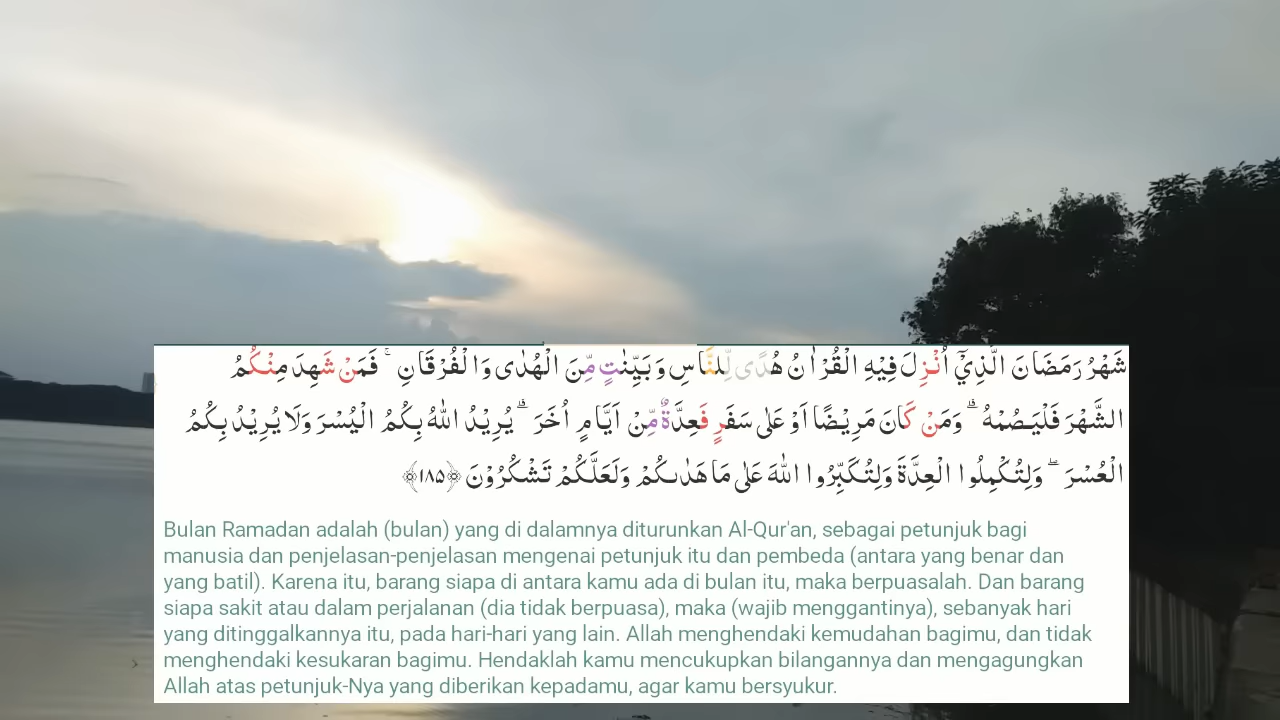 شَهْرُ رَمَضَانَ الَّذِيْٓ اُنْزِلَ فِيْهِ الْقُرْاٰنُ هُدًى لِّلنَّاسِ وَبَيِّنٰتٍ مِّنَ الْهُدٰى وَالْفُرْقَانِ ۚ فَمَنْ شَهِدَ مِنْكُمُ
الشَّهْرَ فَلْيَصُمْهُ ۗ وَمَنْ كَانَ مَرِيْضًا اَوْ عَلٰى سَفَرٍ فَعِدَّةٌ مِّنْ اَيَّامٍ اُخَرَ ۗ يُرِيْدُ اللّٰهُ بِكُمُ الْيُسْرَ وَلَا يُرِيْدُ بِكُمُ
الْعُسْرَ ۖ وَلِتُكْمِلُوا الْعِدَّةَ وَلِتُكَبِّرُوا اللّٰهَ عَلٰى مَا هَدٰىكُمْ وَلَعَلَّكُمْ تَشْكُرُوْنَ ﴿١٨٥﴾
Bulan Ramadan adalah (bulan) yang di dalamnya diturunkan Al-Qur'an, sebagai petunjuk bagi
manusia dan penjelasan-penjelasan mengenai petunjuk itu dan pembeda (antara yang benar dan
yang batil). Karena itu, barang siapa di antara kamu ada di bulan itu, maka berpuasalah. Dan barang
siapa sakit atau dalam perjalanan (dia tidak berpuasa), maka (wajib menggantinya), sebanyak hari
yang ditinggalkannya itu, pada hari-hari yang lain. Allah menghendaki kemudahan bagimu, dan tidak
menghendaki kesukaran bagimu. Hendaklah kamu mencukupkan bilangannya dan mengagungkan
Allah atas petunjuk-Nya yang diberikan kepadamu, agar kamu bersyukur.